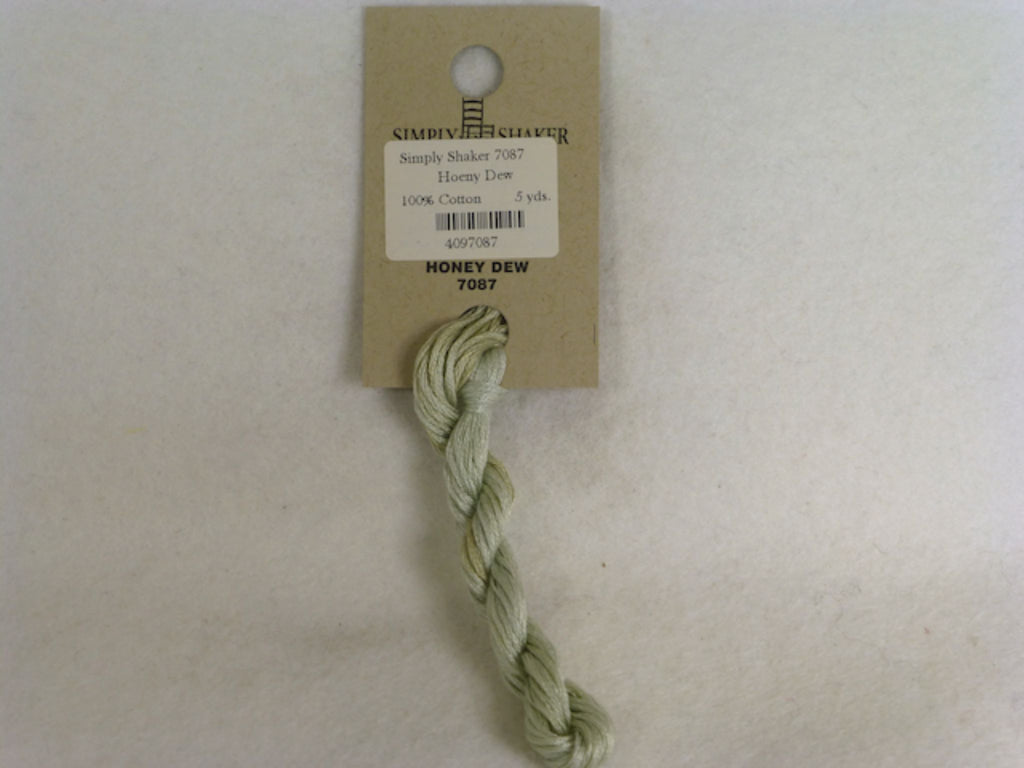 SIMPLY SHAKER
Simply Shaker 7087
Hoeny Dew
100% Cotton 5 yds.
4097087
HONEY DEW
7087